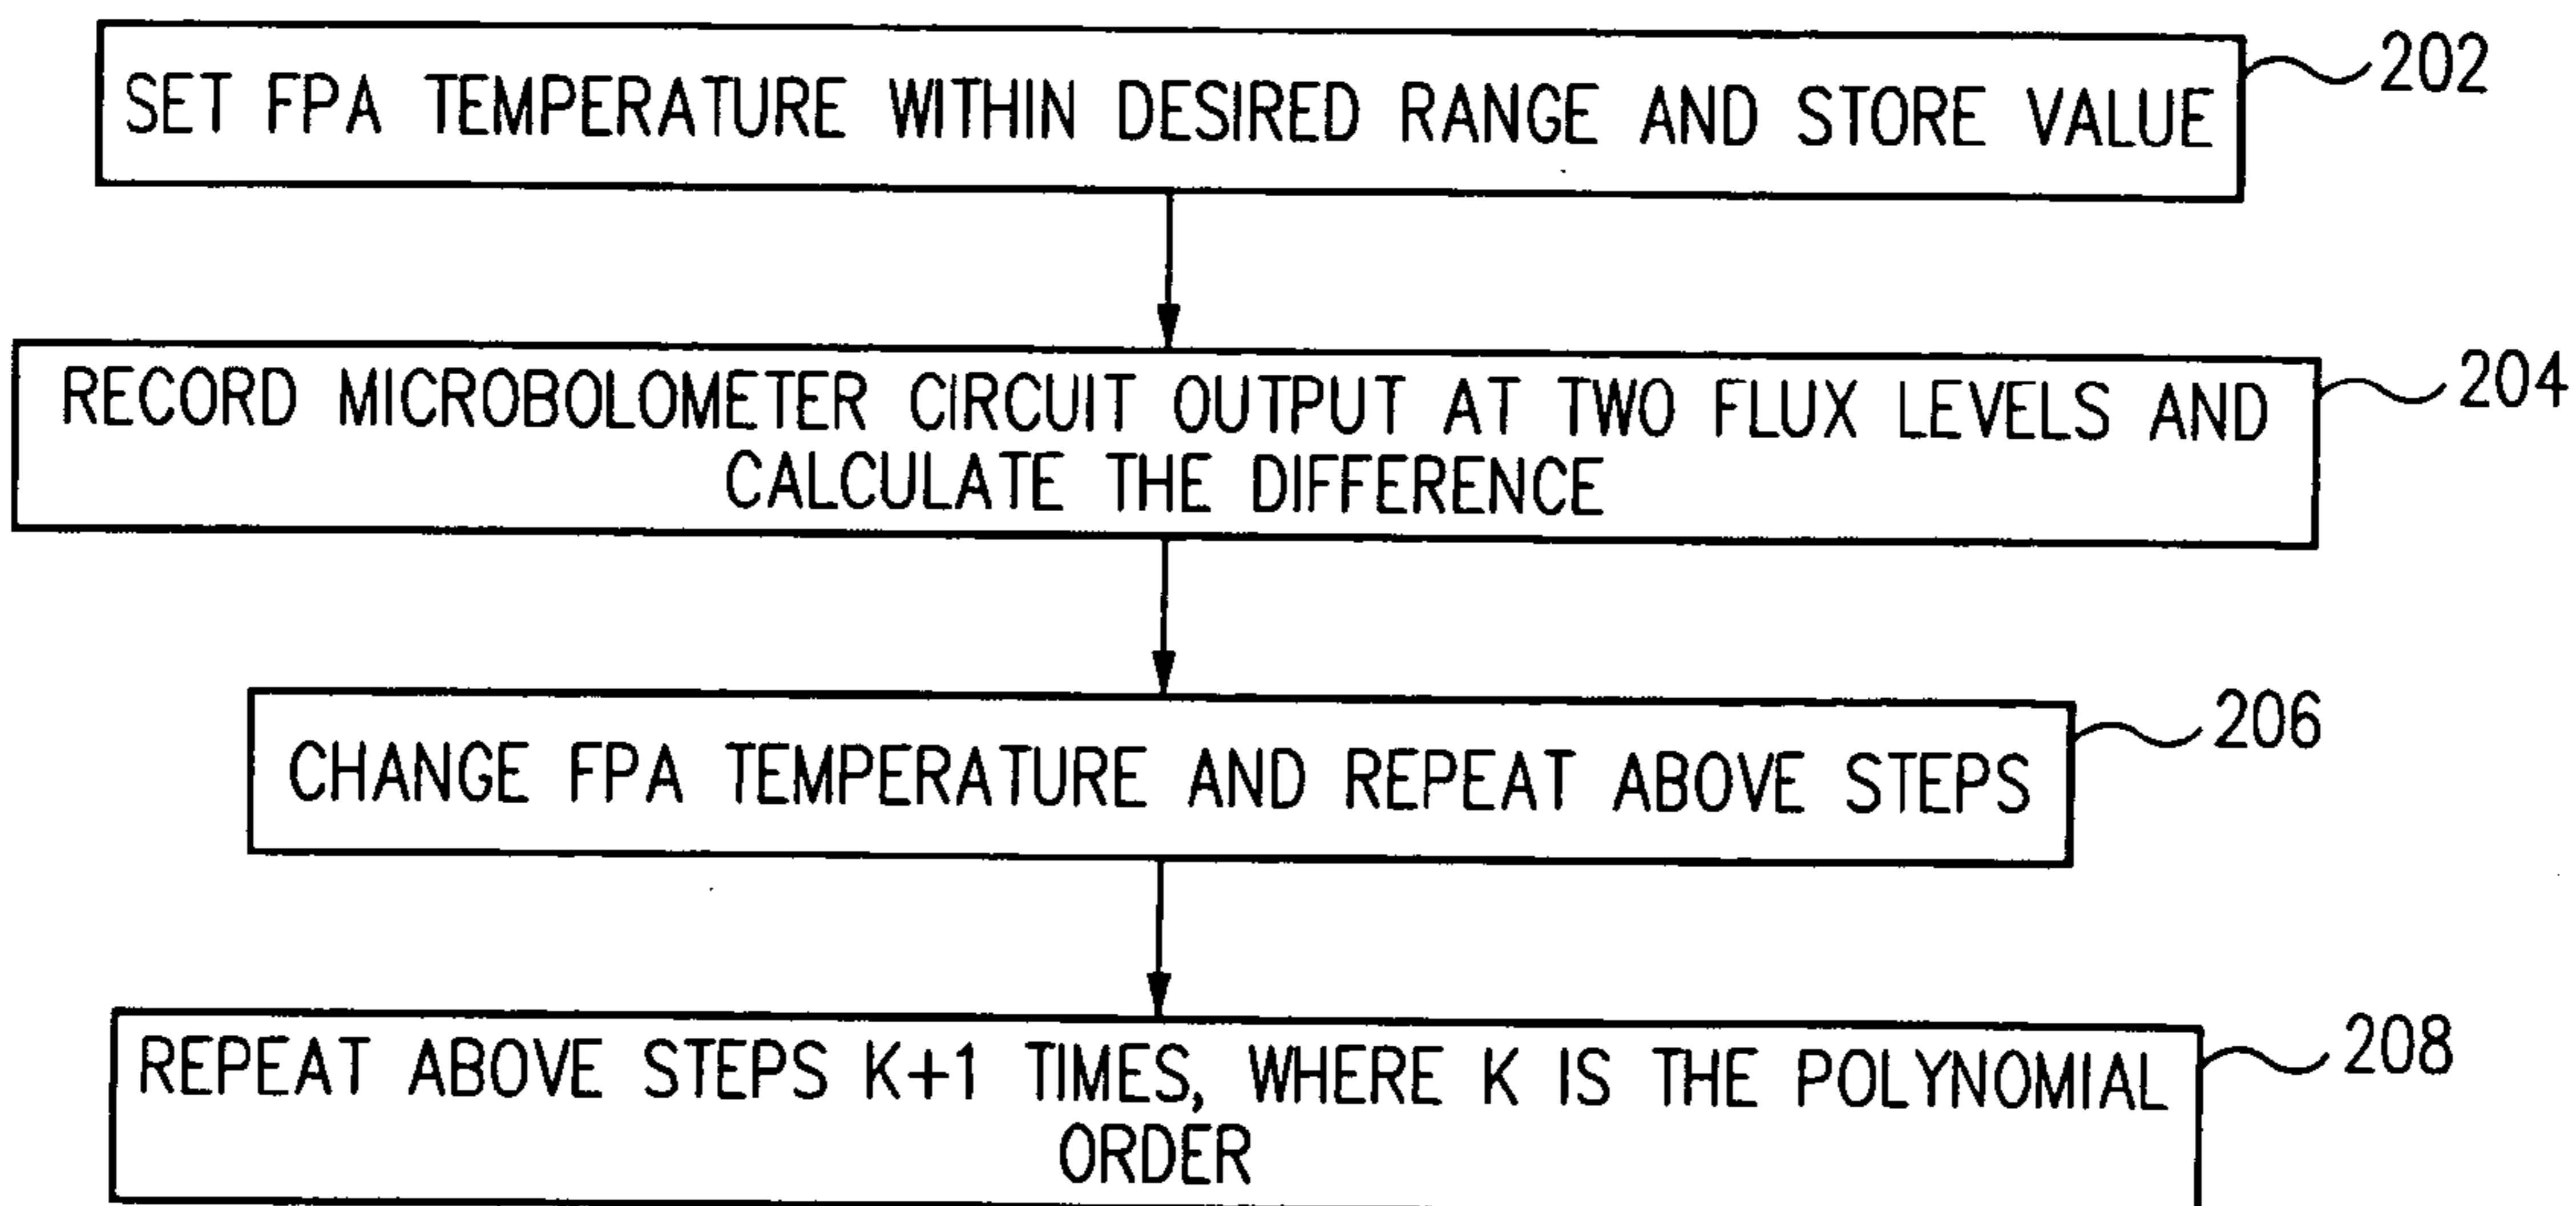 SET FPA TEMPERATURE WITHIN DESIRED RANGE AND STORE VALUE
202
RECORD MICROBOLOMETER CIRCUIT OUTPUT AT TWO FLUX LEVELS AND
CALCULATE THE DIFFERENCE
204
CHANGE FPA TEMPERATURE AND REPEAT ABOVE STEPS
206
REPEAT ABOVE STEPS K+1 TIMES, WHERE K IS THE POLYNOMIAL
ORDER
208